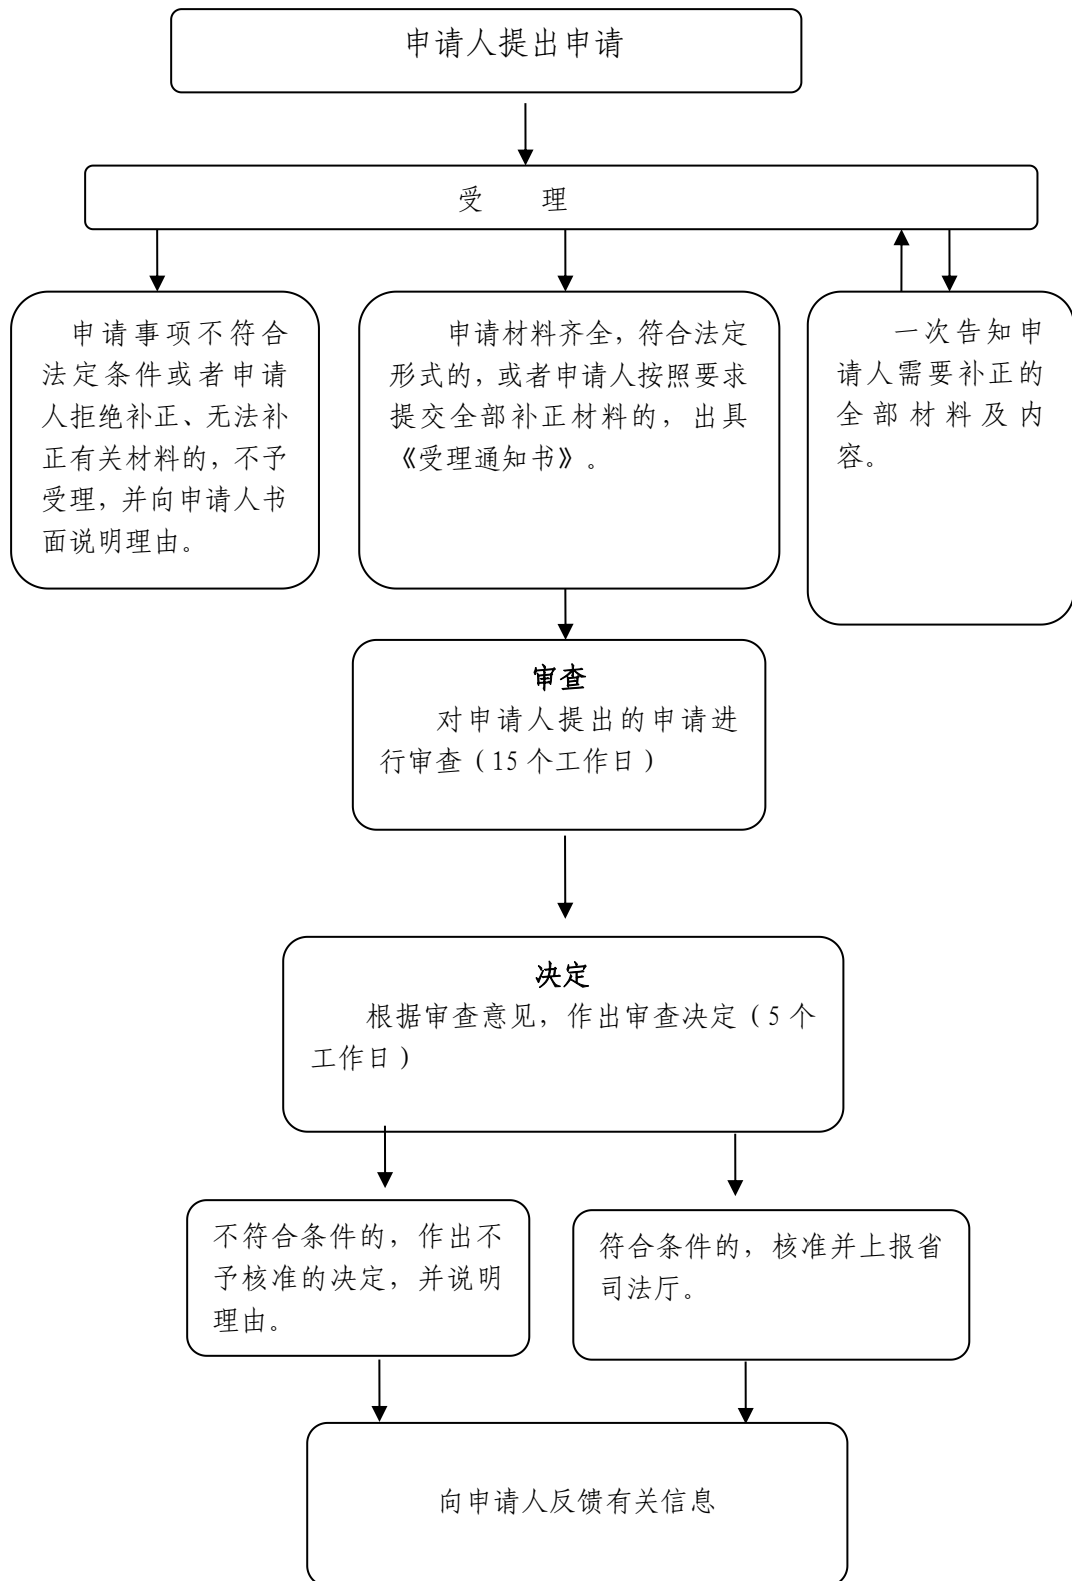 申请人提出申请
受 理
申请事项不符合
法定条件或者申请
人拒绝补正、无法补
正有关材料的，不予
受理，并向申请人书
面说明理由。
申请材料齐全，符合法定
形式的，或者申请人按照要求
提交全部补正材料的，出具
《受理通知书》。
一次告知申
请人需要补正的
全部材料及内
容。
审查
对申请人提出的申请进
行审查（15 个工作日）
决定
根据审查意见，作出审查决定（5 个
工作日）
不符合条件的，作出不
予核准的决定，并说明
理由。
符合条件的，核准并上报省
司法厅。
向申请人反馈有关信息